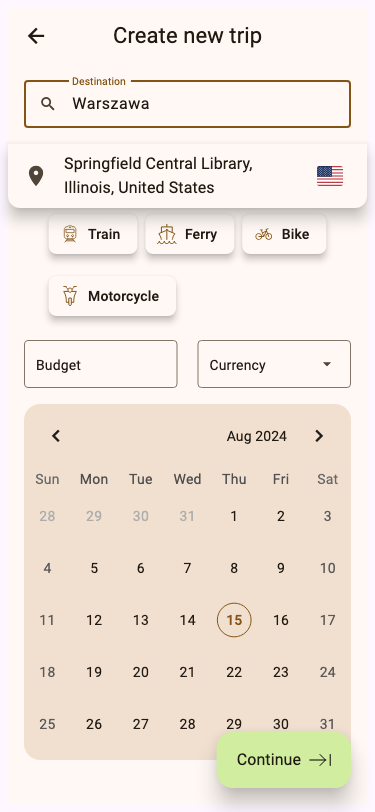 Create new trip
Destination
Warszawa
Springfield Central Library,
Illinois, United States
Train
Ferry
Bike
Motorcycle
Budget
Currency
Aug 2024
Sun Mon Tue Wed Thu Fri Sat
28 29 30 31 1 2 3
4 5 6 7 8 9 10
11 12 13 14 15 16 17
18 19 20 21 22 23 24
25 26 27 28 29 30 31
Continue